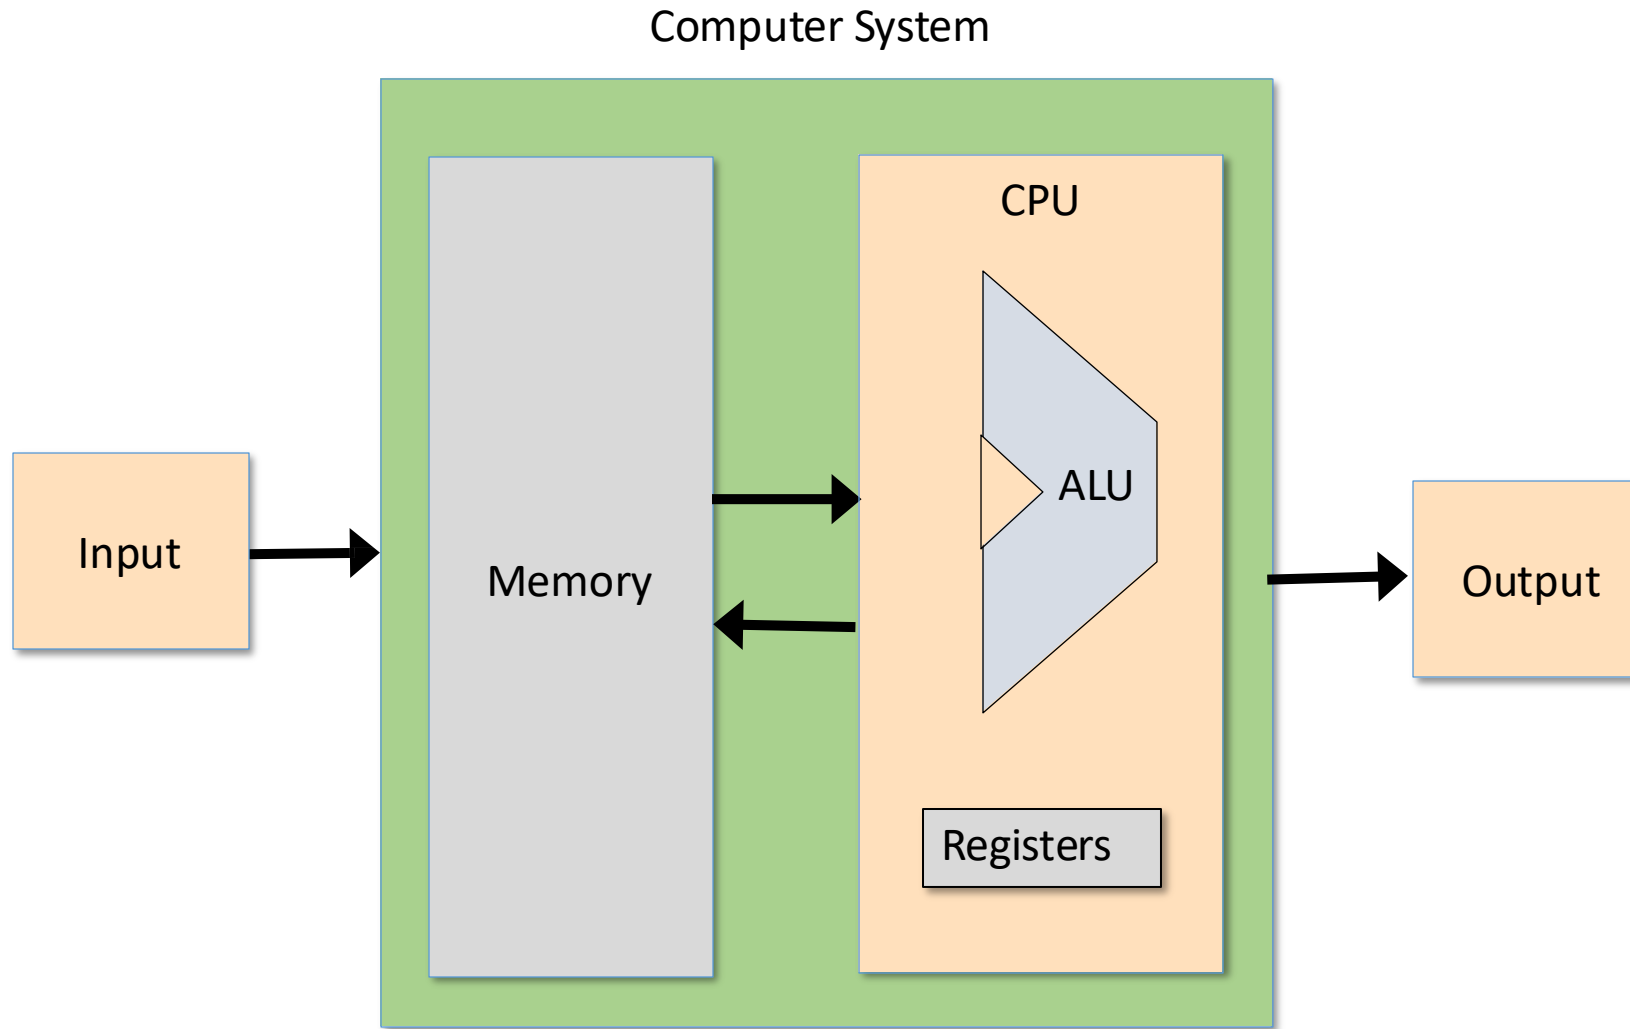 Computer System
CPU
ALU
Input
Memory
Output
Registers